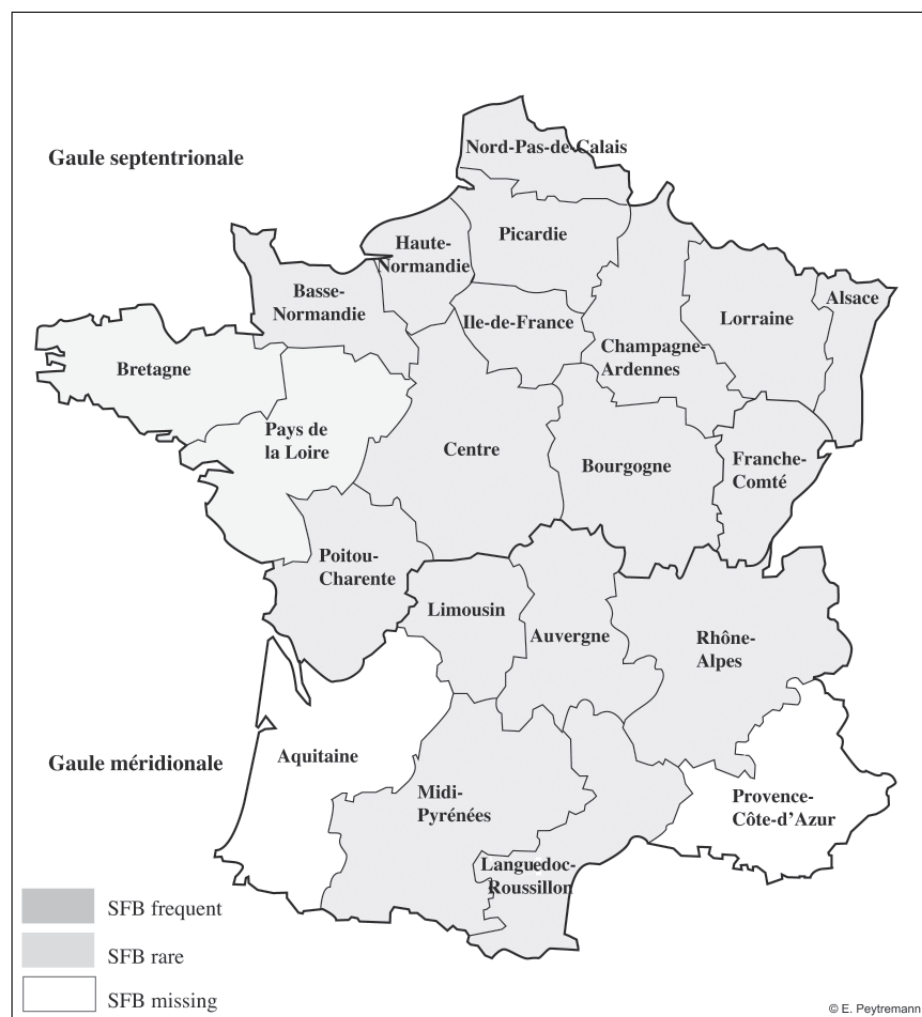 Gaule septentrionale
Nord-Pas-de-Calais
Picardie
Haute-
Normandie
Basse-
Normandie
Ile-de-France
Champagne-
Ardennes
Lorraine
Alsace
Bretagne
Pays de
la Loire
Centre
Bourgogne
Franche-
Comté
Poitou-
Charente
Limousin
Auvergne
Rhône-
Alpes
Gaule méridionale
Aquitaine
Midi-
Pyrénées
Languedoc-
Roussillon
Provence-
Côte-d'Azur
SFB frequent
SFB rare
SFB missing
© E. Peytremann